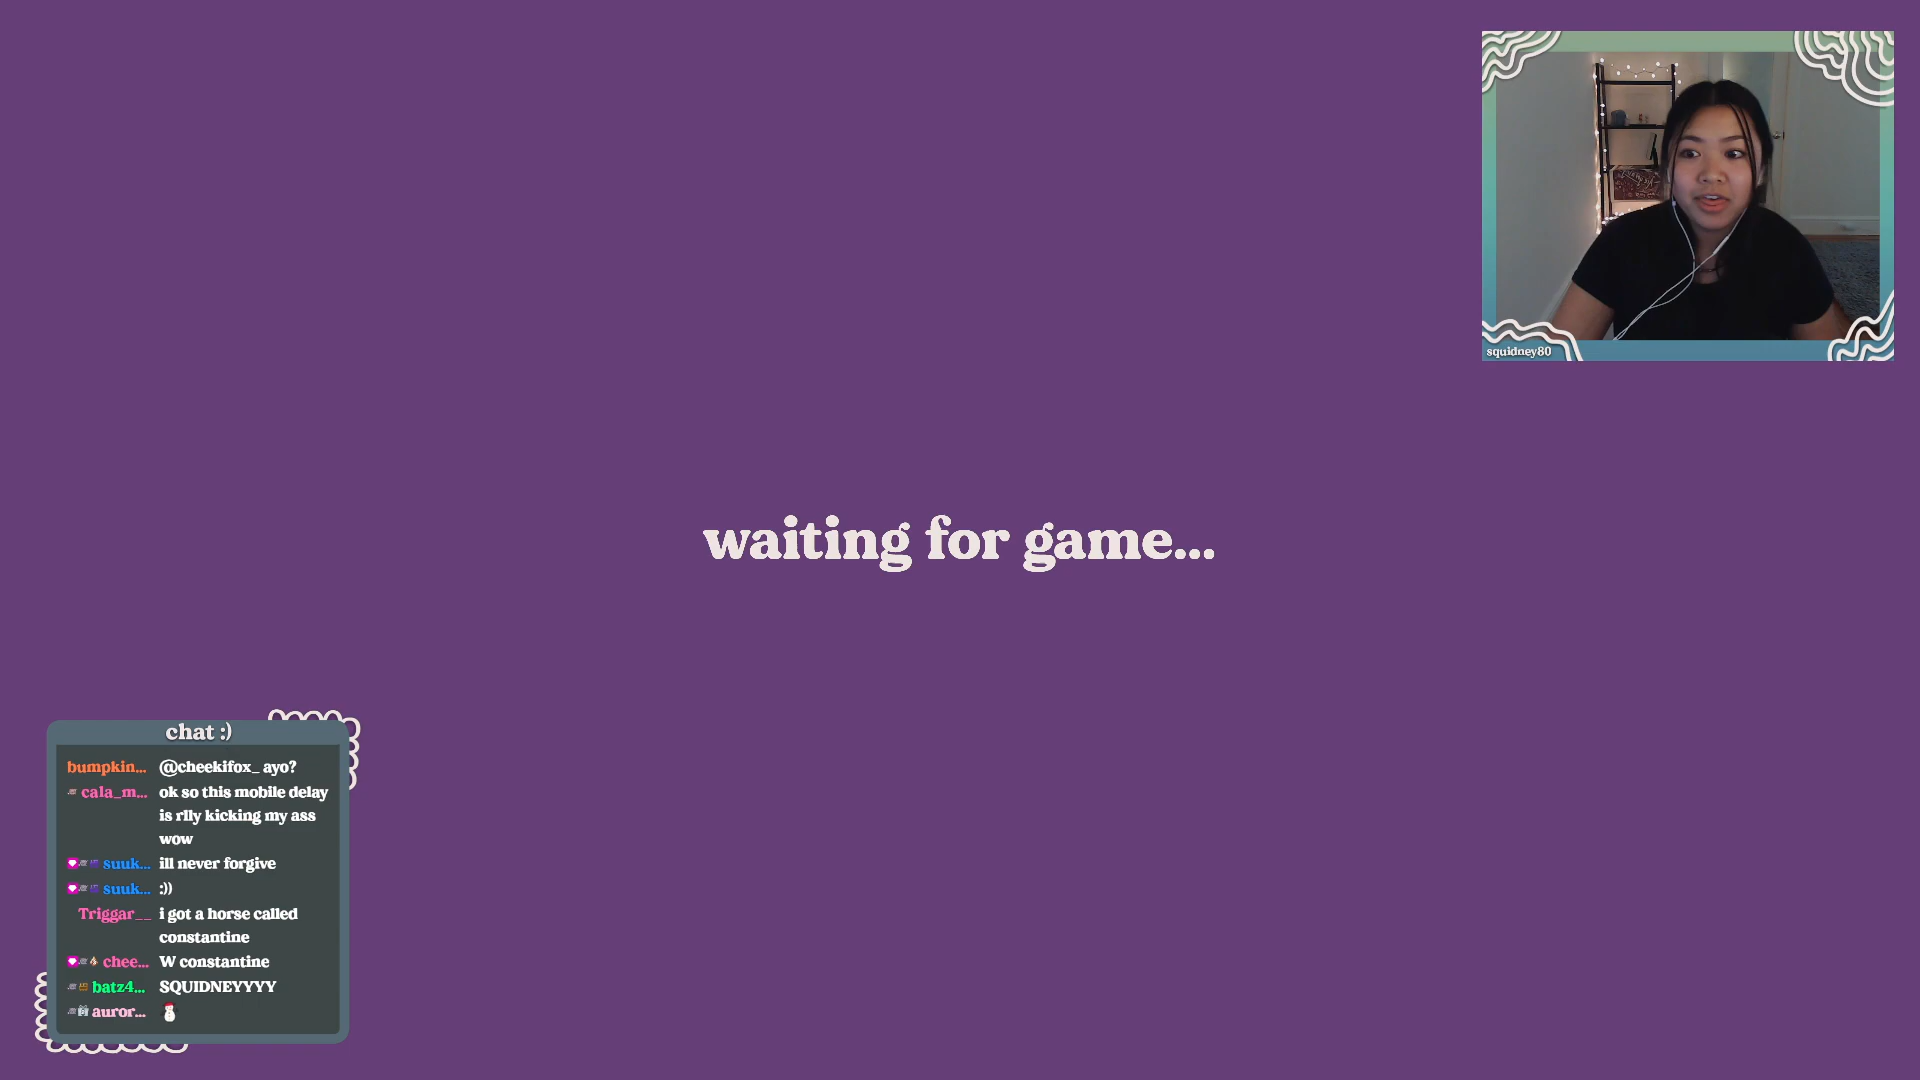 squidney80
waiting for game...
chat :)
bumpkin... @cheekifox_ ayo?
cala_m... ok so this mobile delay
is rlly kicking my ass
wow
suuk... ill never forgive
suuk... :))
Triggar__ i got a horse called
constantine
chee... W constantine
batz4... SQUIDNEYYYY
auror...